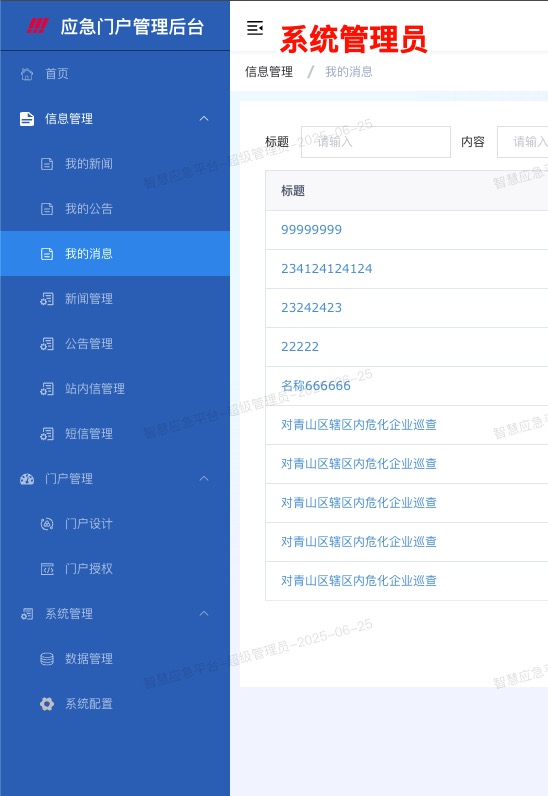 应急门户管理后台
系统管理员
首页
信息管理 / 我的消息
信息管理
标题 请输入 内容 请输入
我的新闻
标题
我的公告
99999999
我的消息
234124124124
新闻管理
23242423
公告管理
22222
站内信管理
名称666666
短信管理
对青山区辖区内危化企业巡查
门户管理
对青山区辖区内危化企业巡查
门户设计
对青山区辖区内危化企业巡查
门户授权
对青山区辖区内危化企业巡查
系统管理
对青山区辖区内危化企业巡查
数据管理
系统配置
智慧应急平台-超级管理员-2025-06-25
智慧应急平
智慧应急平台-超级管理员-2025-06-25
智慧应急平
智慧应急平台-超级管理员-2025-06-25
智慧应急平